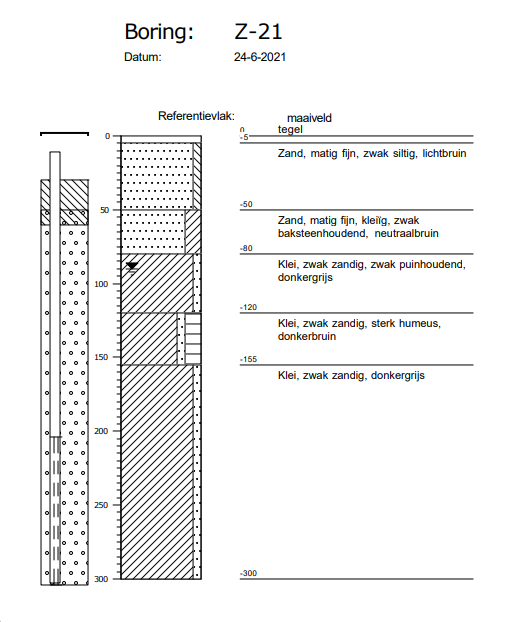 Boring: Z-21
Datum: 24-6-2021
Referentievlak: maaiveld
0
0
tegel
-5
Zand, matig fijn, zwak siltig, lichtbruin
50
-50
Zand, matig fijn, kleiïg, zwak
baksteenhoudend, neutraalbruin
-80
Klei, zwak zandig, zwak puinhoudend,
donkergrijs
100
-120
Klei, zwak zandig, sterk humeus,
donkerbruin
150
-155
Klei, zwak zandig, donkergrijs
200
250
300
-300